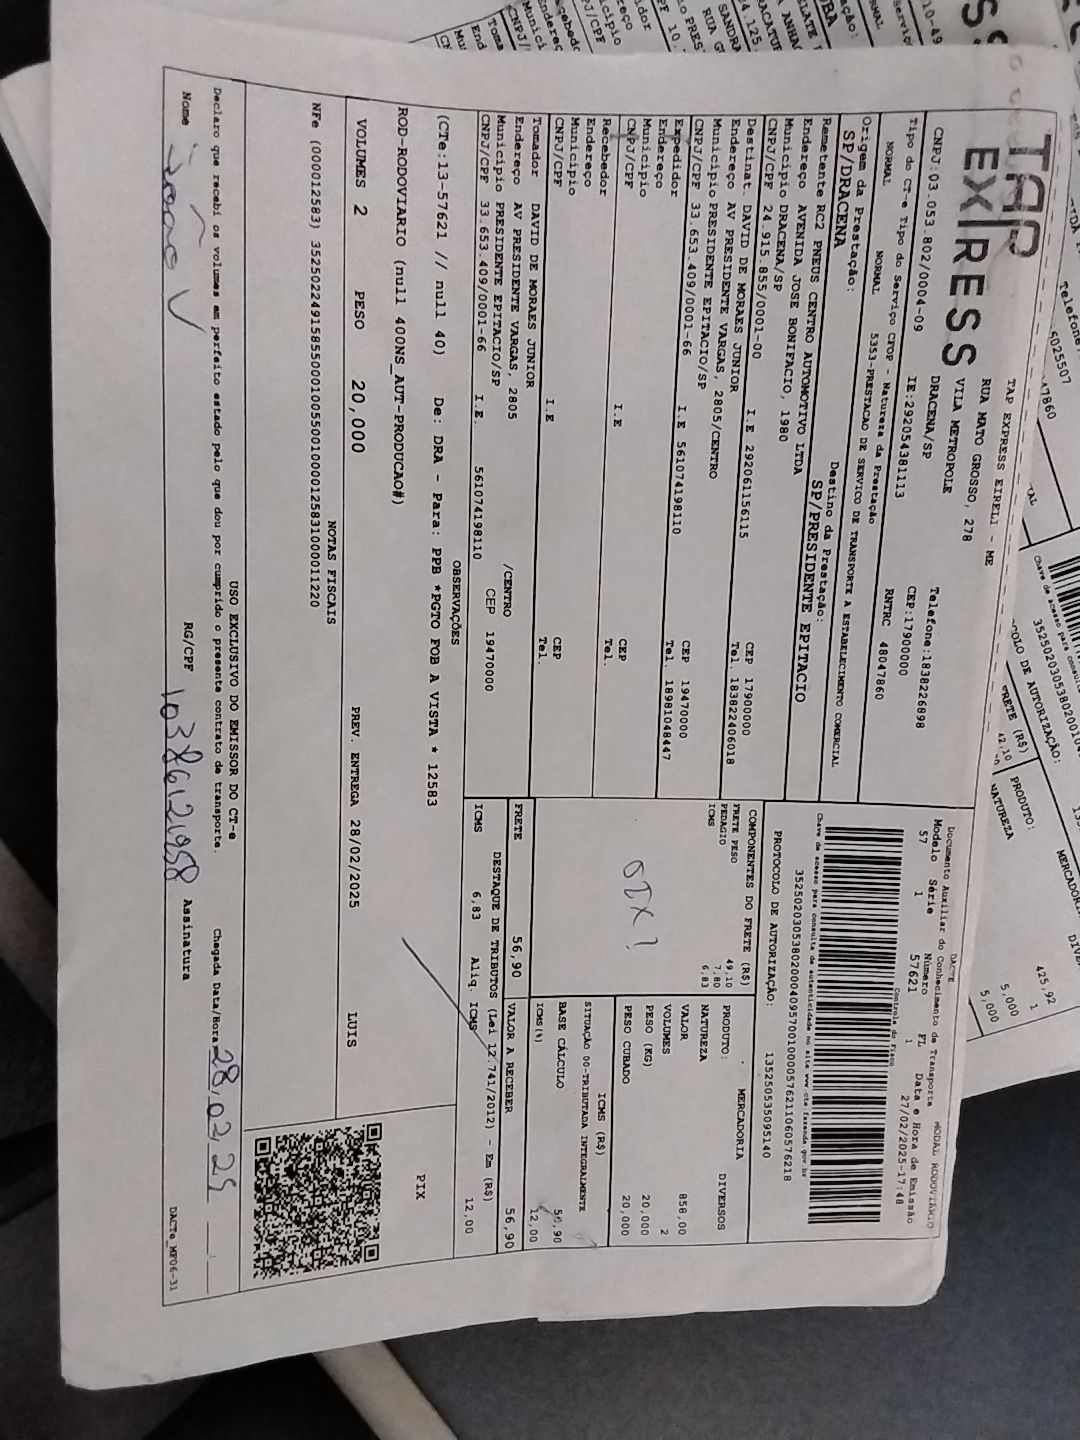 TAP
EXPRESS
TAP EXPRESS EIRELI - ME
RUA MATO GROSSO, 278
VILA METROPOLE
DRACENA/SP
CNPJ:03.053.802/0004-09
IE:292054381113
CEP:17900000
Telefone:1838226898
Tipo do CT-e Tipo do Serviço CFOP - Natureza da Prestação
RNTRC 48047860
NORMAL NORMAL 5353-PRESTACAO DE SERVICO DE TRANSPORTE A ESTABELECIMENTO COMERCIAL
Origem da Prestação:
SP/DRACENA
Destino da Prestação:
SP/PRESIDENTE EPITACIO
Remetente RC2 PNEUS CENTRO AUTOMOTIVO LTDA
Endereço AVENIDA JOSE BONIFACIO, 1980
Município DRACENA/SP CEP 17900000
CNPJ/CPF 24.915.855/0001-00 I.E 292061156115 Tel. 183822406018
Destinat. DAVID DE MORAES JUNIOR
Endereço AV PRESIDENTE VARGAS, 2805/CENTRO
Município PRESIDENTE EPITACIO/SP CEP 19470000
CNPJ/CPF 33.653.409/0001-66 I.E 561074198110 Tel. 18981048447
Expedidor
Endereço
Município CEP
CNPJ/CPF I.E Tel.
Recebedor
Endereço
Município CEP
CNPJ/CPF I.E Tel.
Tomador DAVID DE MORAES JUNIOR
Endereço AV PRESIDENTE VARGAS, 2805 /CENTRO
Município PRESIDENTE EPITACIO/SP CEP 19470000
CNPJ/CPF 33.653.409/0001-66 I.E. 561074198110
DACTE MODAL RODOVIÁRIO
Documento Auxiliar do Conhecimento de Transporte
Modelo Série Número Fl Data e Hora de Emissão
57 1 57621 1 27/02/2025-17:48
Controle do Fisco
Chave de acesso para consulta de autenticidade no site www.cte.fazenda.gov.br
35250203053802000409570010000576211060576218
PROTOCOLO DE AUTORIZAÇÃO: 135250535095140
COMPONENTES DO FRETE (R$)
FRETE PESO 49,10
PEDAGIO 7,80
ICMS 6,83
MERCADORIA
PRODUTO: DIVERSOS
NATUREZA
VALOR 858,00
VOLUMES 2
PESO (KG) 20,000
PESO CUBADO 20,000
ICMS (R$)
SITUAÇÃO 00-TRIBUTADA INTEGRALMENTE
BASE CÁLCULO 56,90
ICMS(%) 12,00
FRETE 56,90 VALOR A RECEBER 56,90
DESTAQUE DE TRIBUTOS (Lei 12.741/2012) - Em (R$)
ICMS 6,83 Aliq. ICMS 12,00
OBSERVAÇÕES
(CTe:13-57621 // null 40) De: DRA - Para: PPB *PGTO FOB A VISTA * 12583
ROD-RODOVIARIO (null 400NS_AUT-PRODUCAO#)
PIX
VOLUMES 2 PESO 20,000 PREV. ENTREGA 28/02/2025 LUIS
NOTAS FISCAIS
NFe (000012583) 35250224915855000100550010000125831000011220
USO EXCLUSIVO DO EMISSOR DO CT-e
Declaro que recebi os volumes em perfeito estado pelo que dou por cumprido o presente contrato de transporte.
Chegada Data/Hora 28,02,25
Nome RG/CPF 10386121958 Assinatura
DACTe_MF06-31